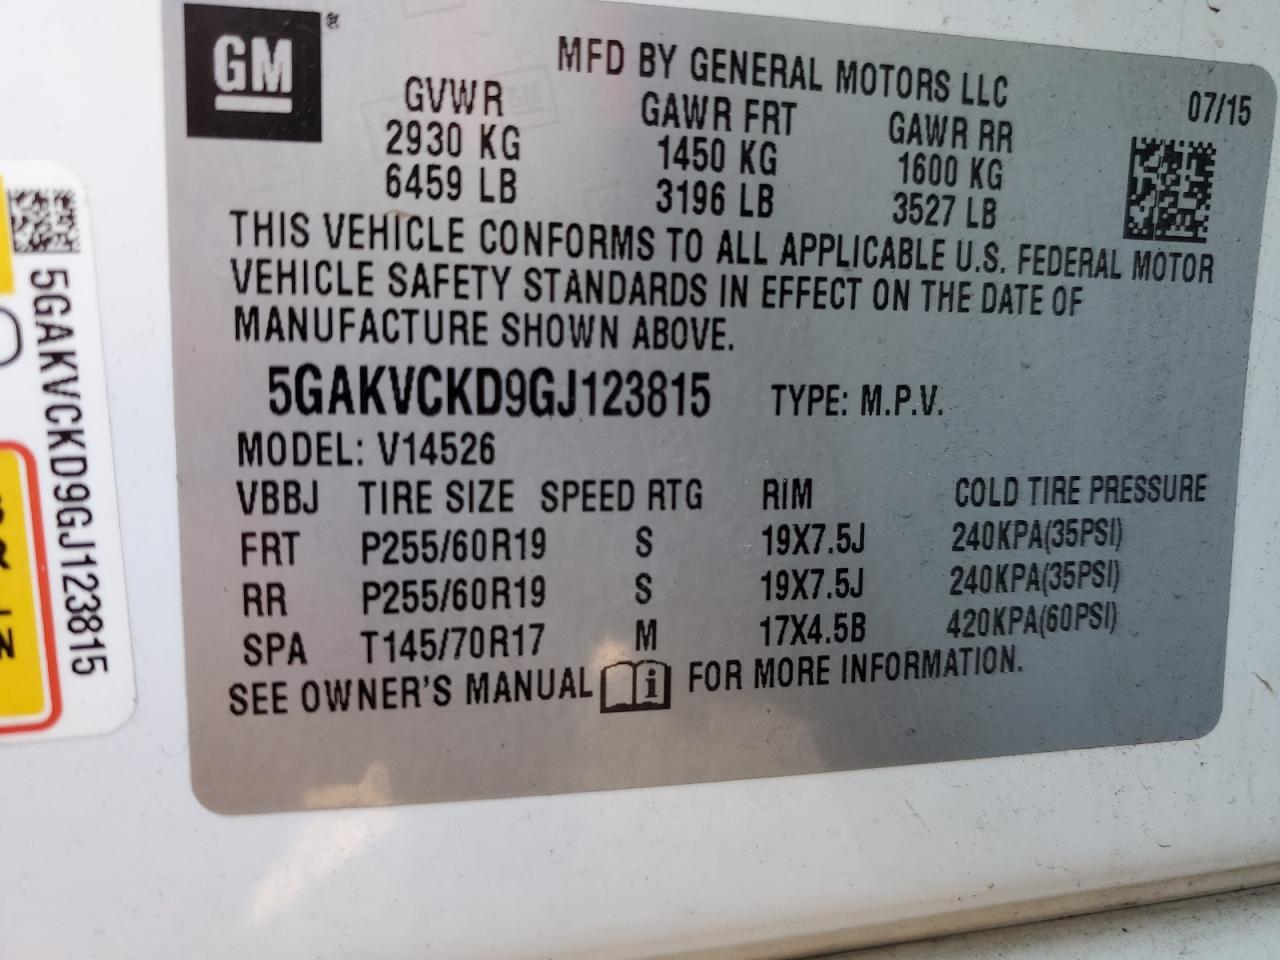 GM
®
MFD BY GENERAL MOTORS LLC
07/15
GVWR GAWR FRT GAWR RR
2930 KG 1450 KG 1600 KG
6459 LB 3196 LB 3527 LB
THIS VEHICLE CONFORMS TO ALL APPLICABLE U.S. FEDERAL MOTOR
VEHICLE SAFETY STANDARDS IN EFFECT ON THE DATE OF
MANUFACTURE SHOWN ABOVE.
5GAKVCKD9GJ123815 TYPE: M.P.V.
MODEL: V14526
VBBJ TIRE SIZE SPEED RTG RIM COLD TIRE PRESSURE
FRT P255/60R19 S 19X7.5J 240KPA(35PSI)
RR P255/60R19 S 19X7.5J 240KPA(35PSI)
SPA T145/70R17 M 17X4.5B 420KPA(60PSI)
SEE OWNER'S MANUAL i FOR MORE INFORMATION.
5GAKVCKD9GJ123815